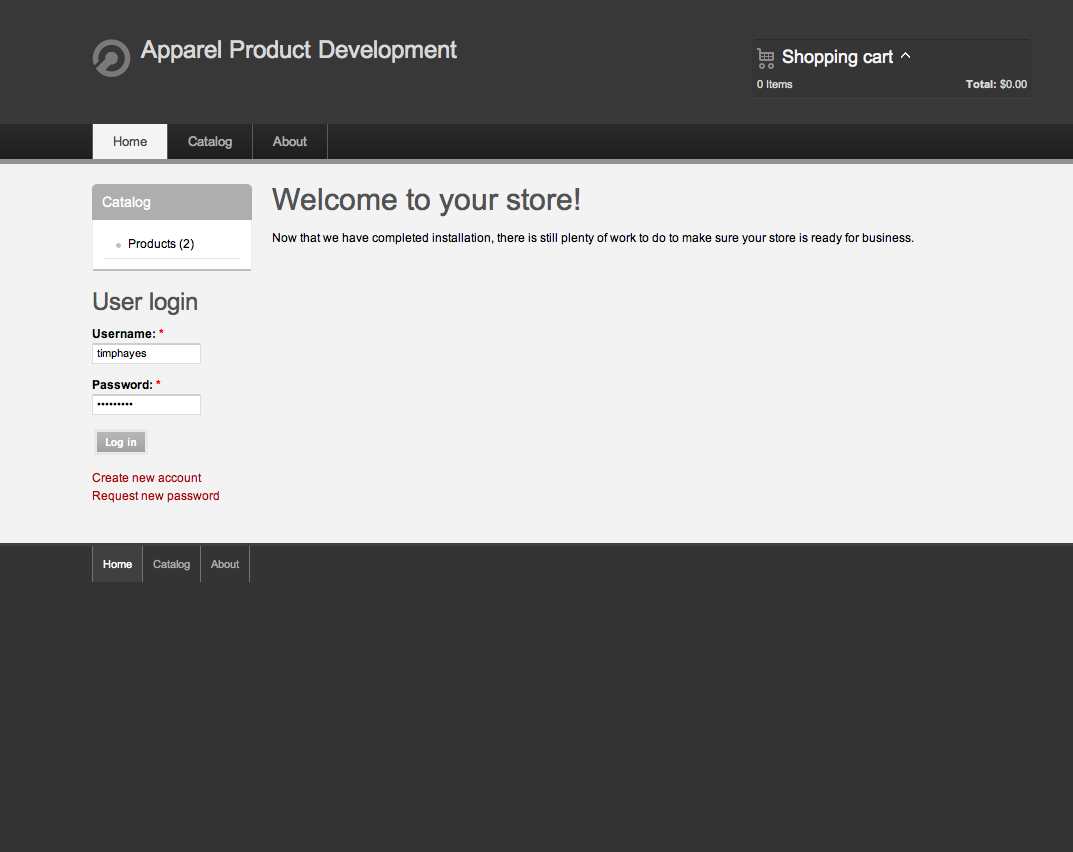 Apparel Product Development
Shopping cart
0 Items Total: $0.00
Home Catalog About
Catalog
Products (2)
Welcome to your store!
Now that we have completed installation, there is still plenty of work to do to make sure your store is ready for business.
User login
Username: *
timphayes
Password: *
•••••••••
Log in
Create new account
Request new password
Home Catalog About